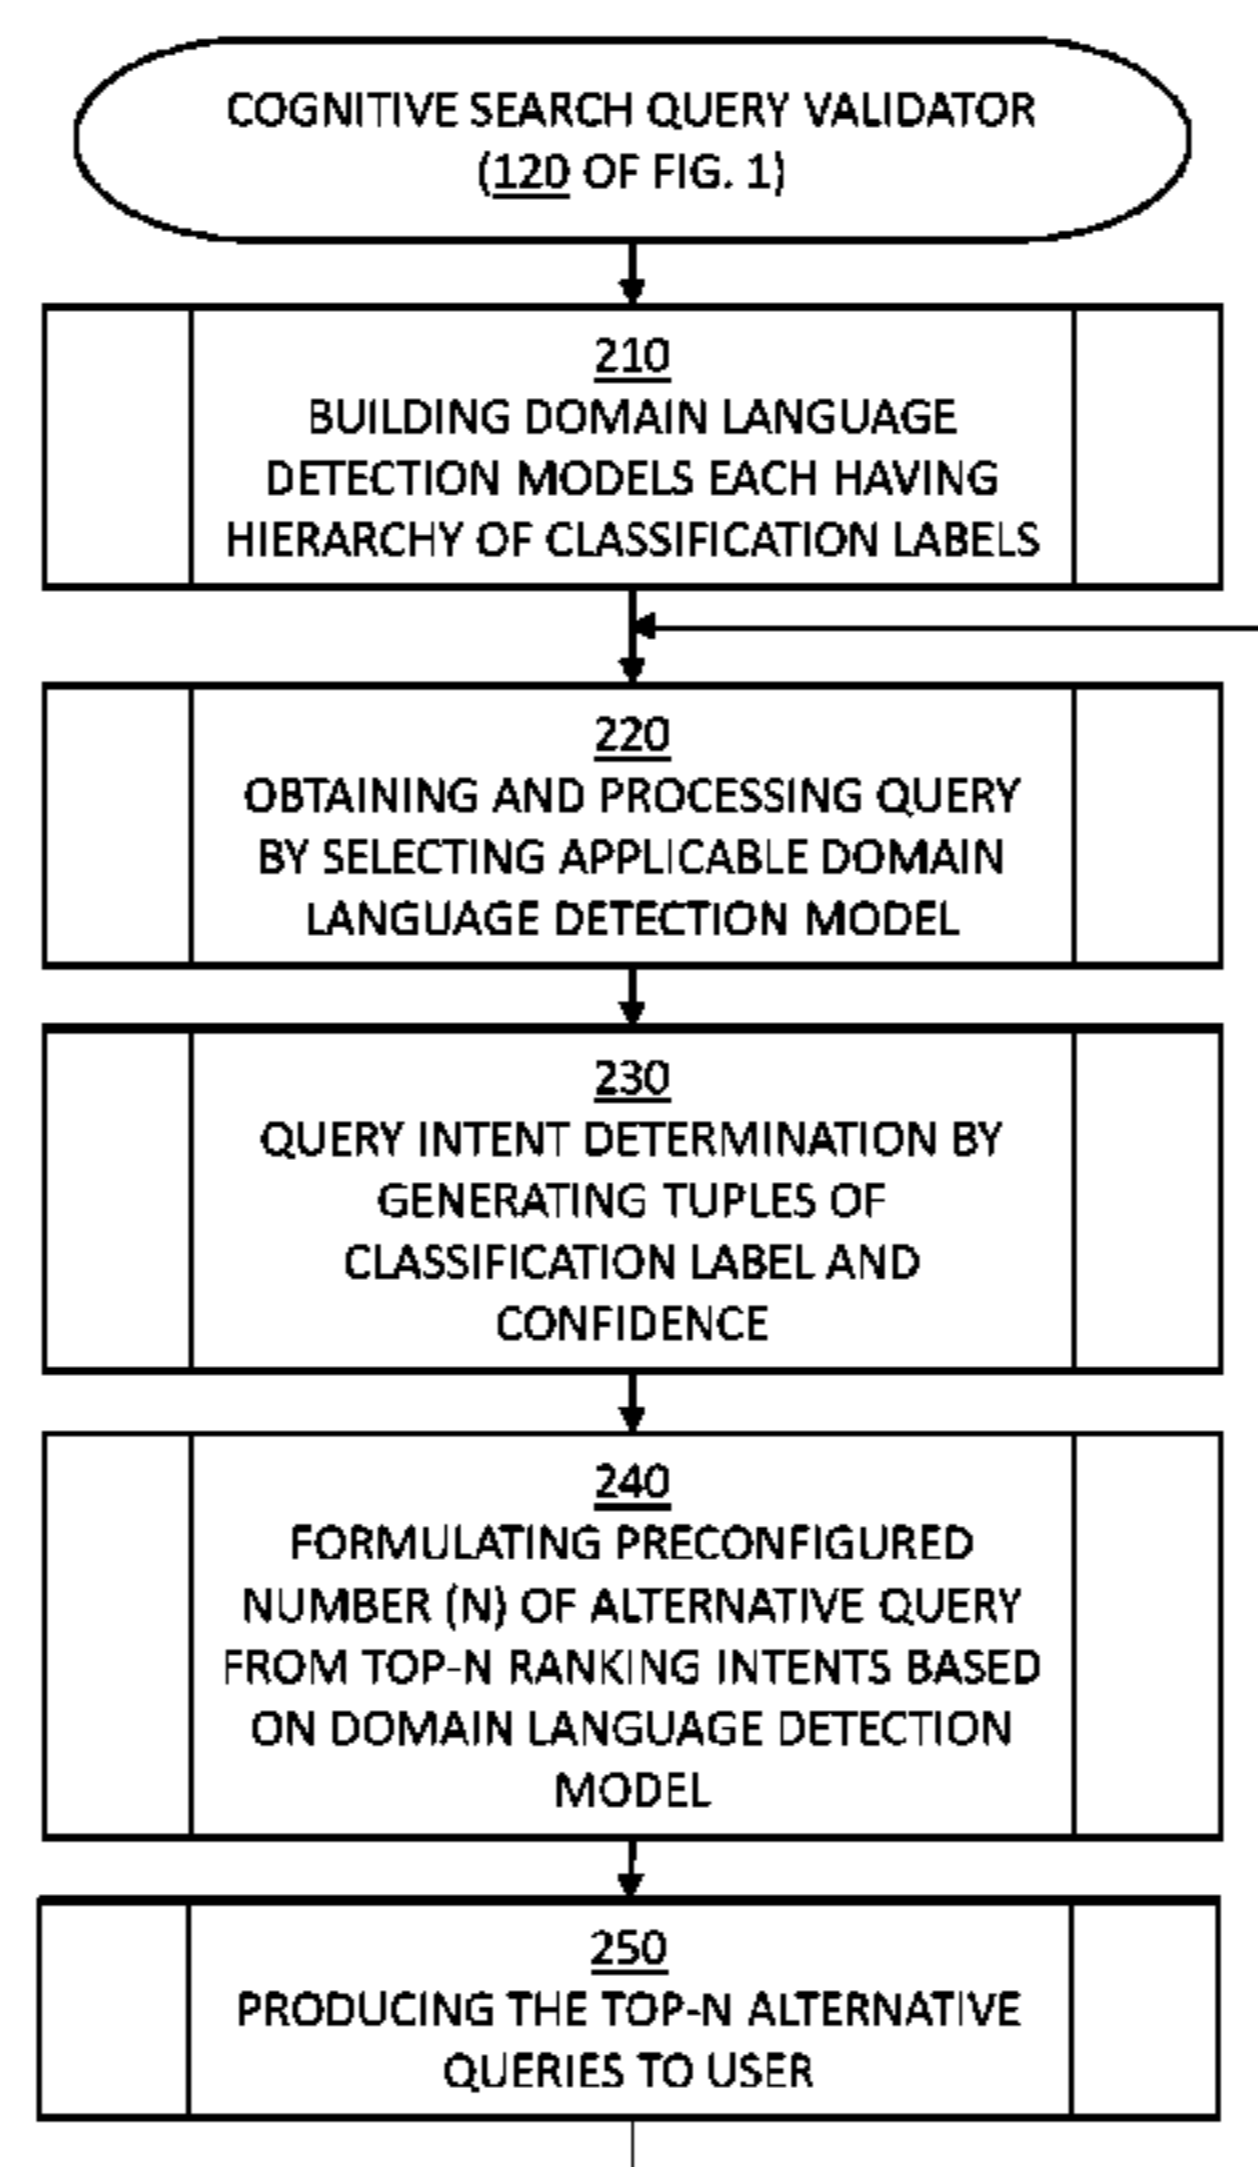 COGNITIVE SEARCH QUERY VALIDATOR
(120 OF FIG. 1)
210
BUILDING DOMAIN LANGUAGE
DETECTION MODELS EACH HAVING
HIERARCHY OF CLASSIFICATION LABELS
220
OBTAINING AND PROCESSING QUERY
BY SELECTING APPLICABLE DOMAIN
LANGUAGE DETECTION MODEL
230
QUERY INTENT DETERMINATION BY
GENERATING TUPLES OF
CLASSIFICATION LABEL AND
CONFIDENCE
240
FORMULATING PRECONFIGURED
NUMBER (N) OF ALTERNATIVE QUERY
FROM TOP-N RANKING INTENTS BASED
ON DOMAIN LANGUAGE DETECTION
MODEL
250
PRODUCING THE TOP-N ALTERNATIVE
QUERIES TO USER